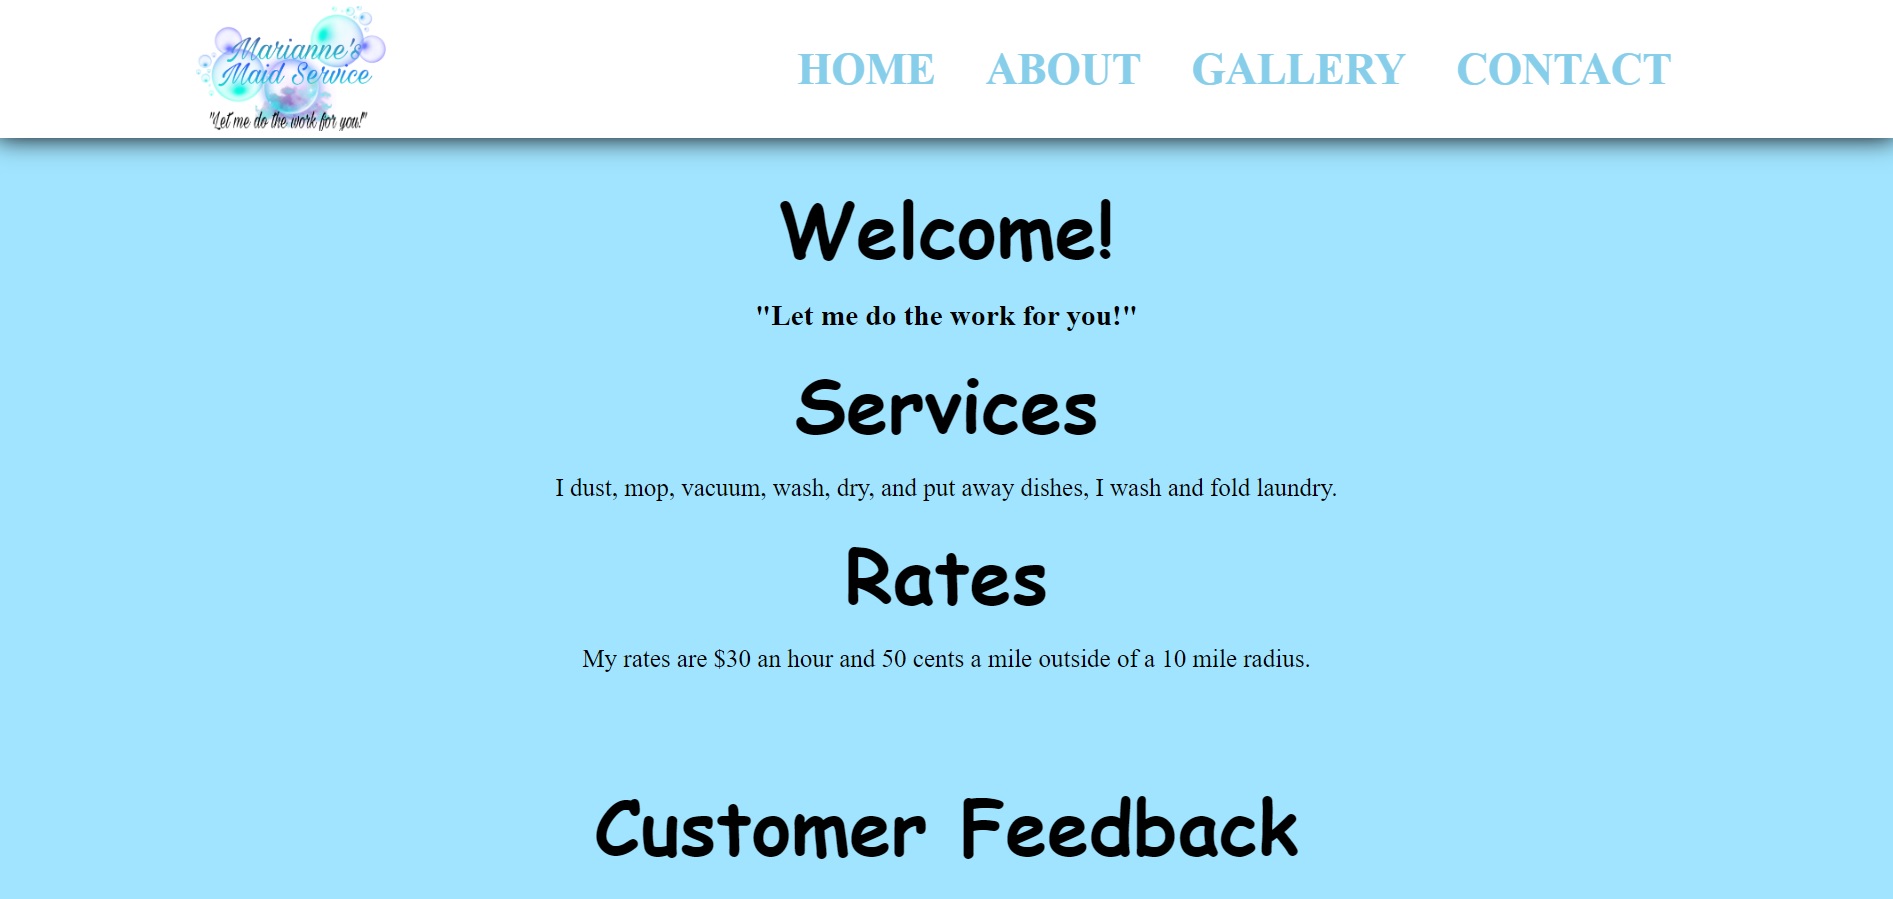 Marianne's
Maid Service
"Let me do the work for you!"
HOME ABOUT GALLERY CONTACT
Welcome!
"Let me do the work for you!"
Services
I dust, mop, vacuum, wash, dry, and put away dishes, I wash and fold laundry.
Rates
My rates are $30 an hour and 50 cents a mile outside of a 10 mile radius.
Customer Feedback